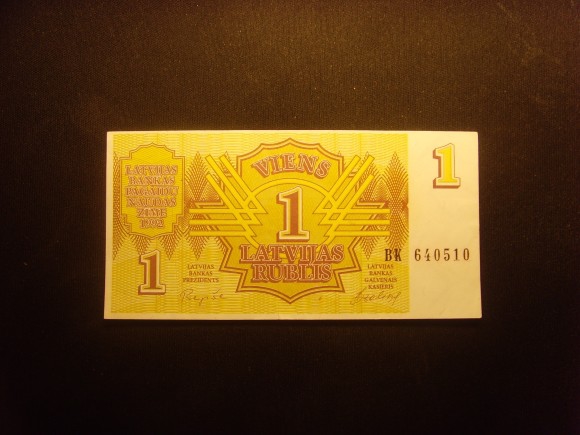 LATVIJAS
BANKAS
PAGAIDU
NAUDAS
ZĪME
1992
VIENS
1
LATVIJAS
RUBLIS
1
1
BK 640510
LATVIJAS
BANKAS
PREZIDENTS
LATVIJAS
BANKAS
GALVENAIS
KASIERIS